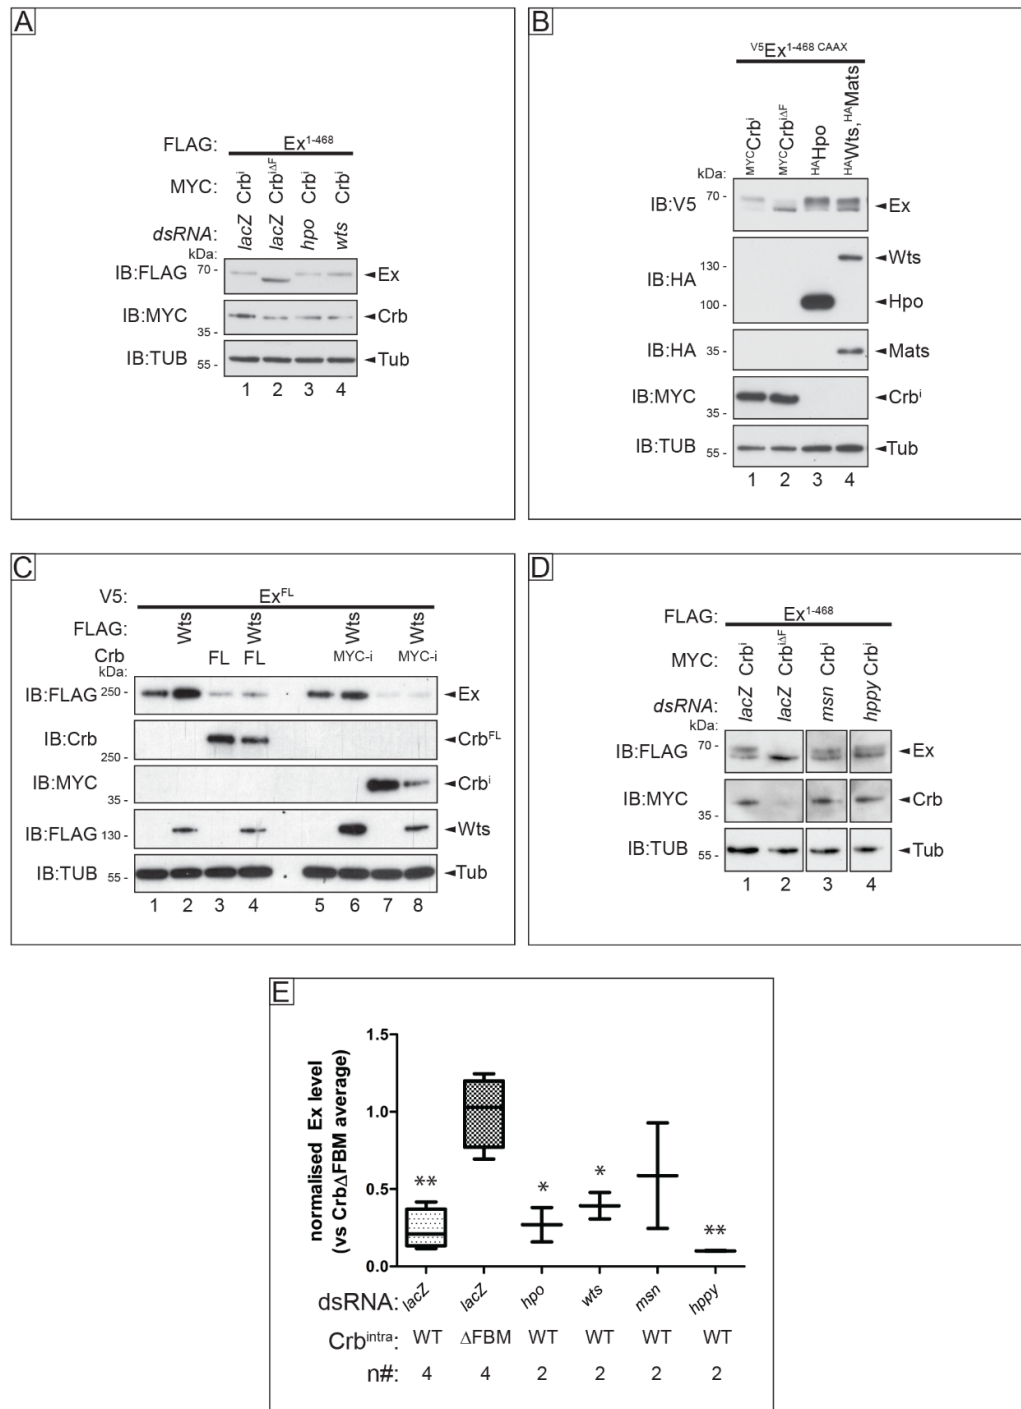 A
FLAG: Ex1-468
MYC: Crbi CrbiΔF Crbi Crbi
dsRNA: lacZ lacZ hpo wts
kDa:
IB:FLAG 70 - Ex
IB:MYC 35 - Crb
IB:TUB 55 - Tub
1 2 3 4
B
V5Ex1-468 CAAX
MYCCrbi MYCCrbiΔF HAHpo HAWts,HAMats
kDa:
IB:V5 70 - Ex
IB:HA 130 - Wts
100 - Hpo
IB:HA 35 - Mats
IB:MYC 35 - Crbi
IB:TUB 55 - Tub
1 2 3 4
C
V5: ExFL
FLAG: Wts Wts Wts Wts
Crb FL FL MYC-i MYC-i
kDa:
IB:FLAG 250 - Ex
IB:Crb 250 - CrbFL
IB:MYC 35 - Crbi
IB:FLAG 130 - Wts
IB:TUB 55 - Tub
1 2 3 4 5 6 7 8
D
FLAG: Ex1-468
MYC: Crbi CrbiΔF Crbi Crbi
dsRNA: lacZ lacZ msn hppy
kDa:
IB:FLAG 70 - Ex
IB:MYC 35 - Crb
IB:TUB 55 - Tub
1 2 3 4
E
normalised Ex level
(vs CrbΔFBM average)
1.5
1.0
0.5
0.0
** * * **
dsRNA: lacZ lacZ hpo wts msn hppy
Crbintra: WT ΔFBM WT WT WT WT
n#: 4 4 2 2 2 2